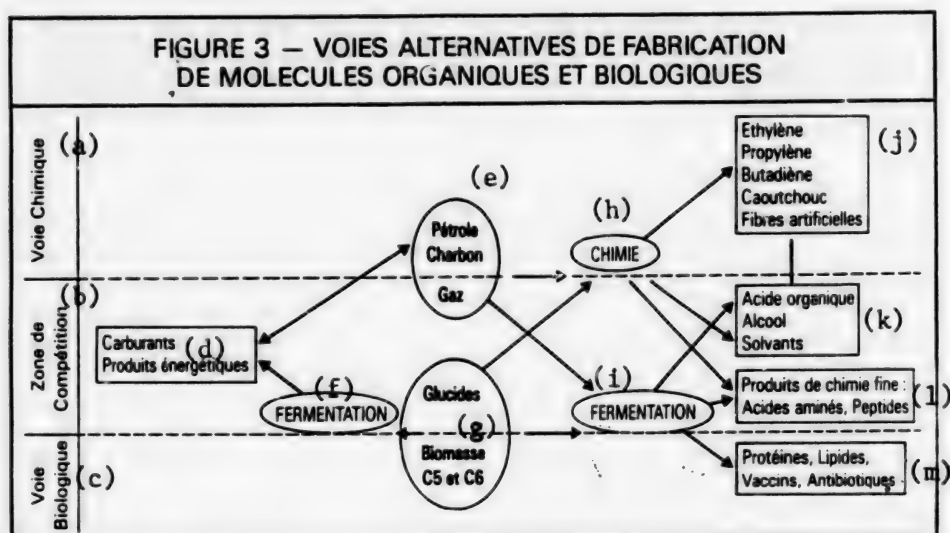 FIGURE 3 — VOIES ALTERNATIVES DE FABRICATION
DE MOLECULES ORGANIQUES ET BIOLOGIQUES
Voie Chimique
(a)
(e)
Pétrole
Charbon
Gaz
(h)
CHIMIE
Ethylène
Propylène
Butadiène
Caoutchouc
Fibres artificielles
(j)
Zone de
Compétition
(b)
Carburants
Produits énergétiques
(d)
(f)
FERMENTATION
Glucides
(g)
Biomasse
C5 et C6
(i)
FERMENTATION
Acide organique
Alcool
Solvants
(k)
Produits de chimie fine :
Acides aminés, Peptides
(l)
Voie
Biologique
(c)
Protéines, Lipides,
Vaccins, Antibiotiques
(m)